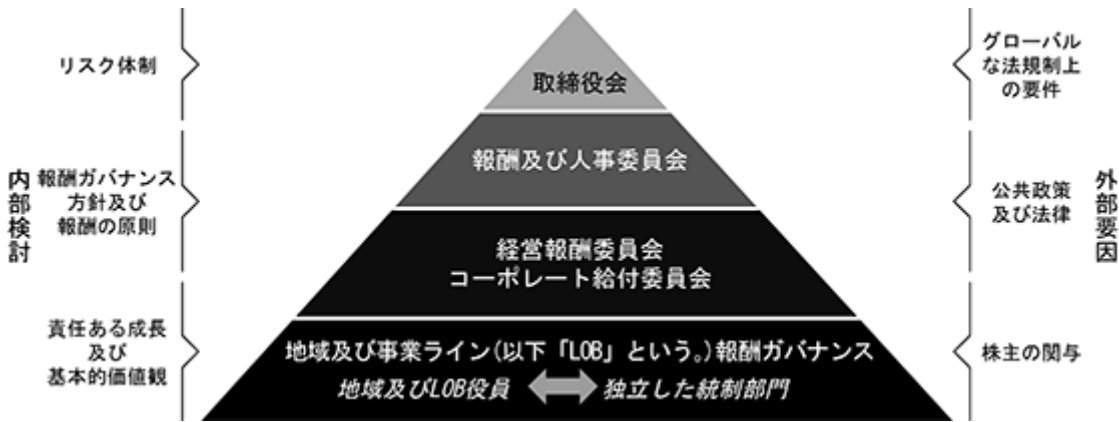 内部検討
リスク体制
報酬ガバナンス
方針及び
報酬の原則
責任ある成長
及び
基本的価値観
取締役会
報酬及び人事委員会
経営報酬委員会
コーポレート給付委員会
地域及び事業ライン(以下「LOB」という。)報酬ガバナンス
地域及びLOB役員 独立した統制部門
グローバル
な法規制上
の要件
公共政策
及び法律
株主の関与
外部要因